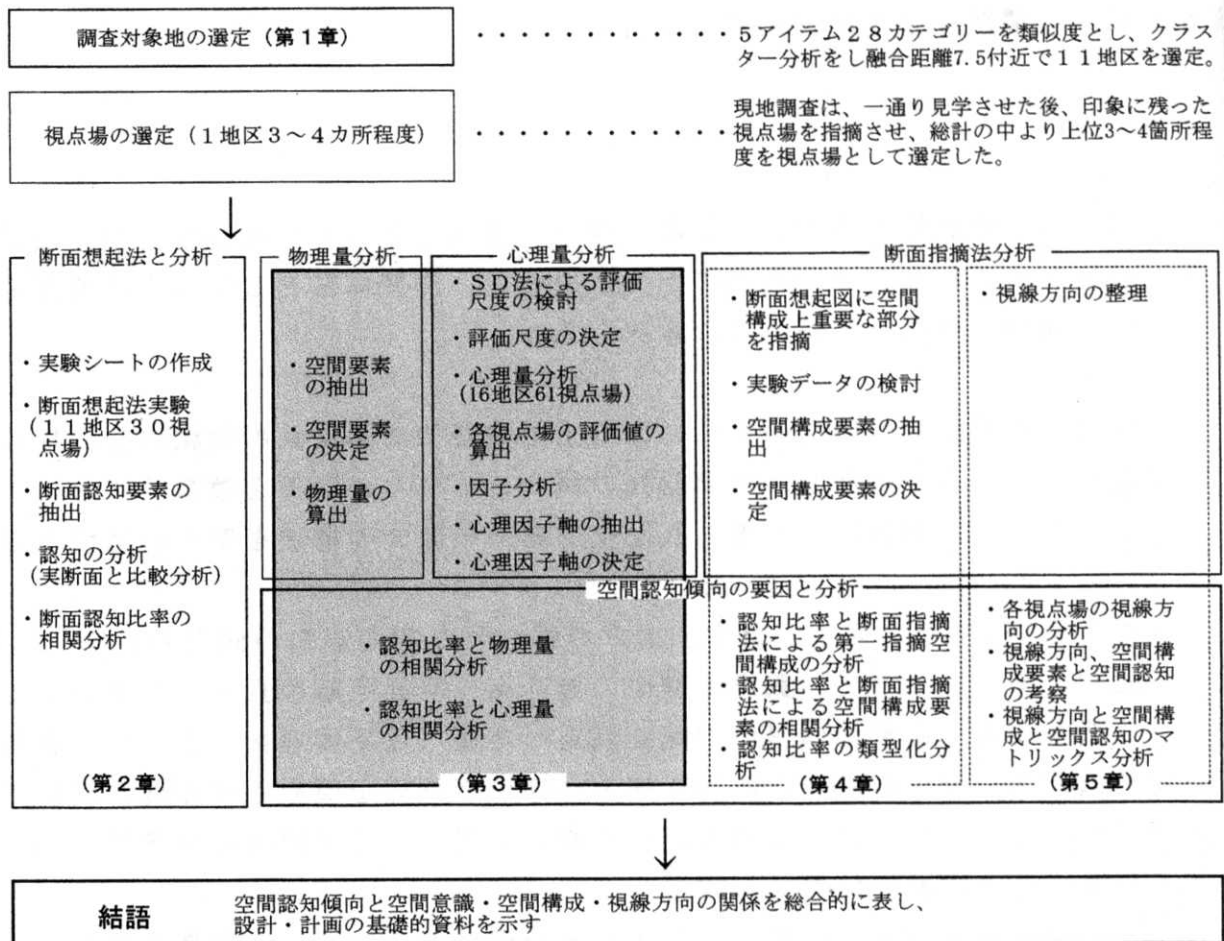 調査対象地の選定（第１章）
・・・・・・・・・・・・５アイテム２８カテゴリーを類似度とし、クラス
ター分析をし融合距離7.5付近で１１地区を選定。
視点場の選定（１地区３～４カ所程度）
現地調査は、一通り見学させた後、印象に残った
・・・・・・・・・・・・視点場を指摘させ、総計の中より上位3～4箇所程
度を視点場として選定した。
断面想起法と分析
・実験シートの作成
・断面想起法実験
（１１地区３０視
点場）
・断面認知要素の
抽出
・認知の分析
(実断面と比較分析)
・断面認知比率の
相関分析
（第２章）
物理量分析
・空間要素
の抽出
・空間要素
の決定
・物理量の
算出
心理量分析
・ＳＤ法による評価
尺度の検討
・評価尺度の決定
・心理量分析
(16地区61視点場)
・各視点場の評価値の
算出
・因子分析
・心理因子軸の抽出
・心理因子軸の決定
断面指摘法分析
・断面想起図に空間
構成上重要な部分
を指摘
・実験データの検討
・空間構成要素の抽
出
・空間構成要素の決
定
・視線方向の整理
空間認知傾向の要因と分析
・認知比率と物理量
の相関分析
・認知比率と心理量
の相関分析
（第３章）
・認知比率と断面指摘
法による第一指摘空
間構成の分析
・認知比率と断面指摘
法による空間構成要
素の相関分析
・認知比率の類型化分
析
（第４章）
・各視点場の視線方
向の分析
・視線方向、空間構
成要素と空間認知
の考察
・視線方向と空間構
成と空間認知のマ
トリックス分析
（第５章）
結語
空間認知傾向と空間意識・空間構成・視線方向の関係を総合的に表し、
設計・計画の基礎的資料を示す